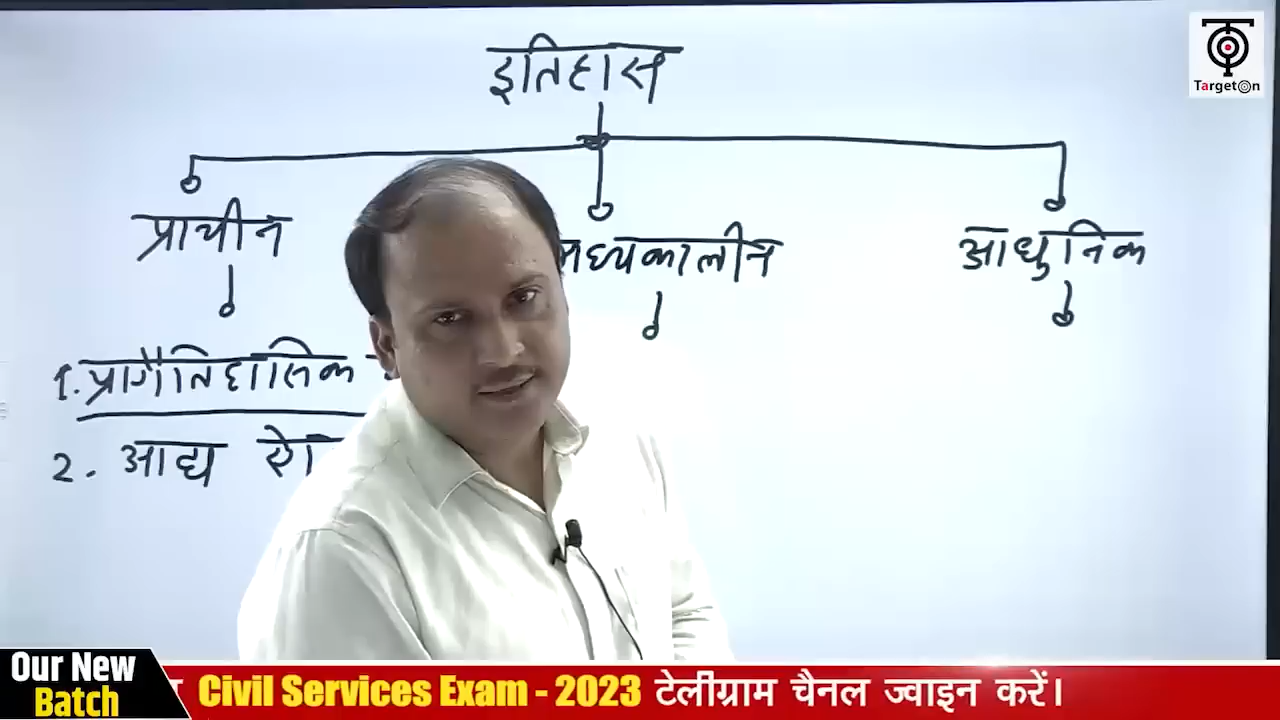 इतिहास
TargetOn
प्राचीन
मध्यकालीन
आधुनिक
1. प्रागैतिहासिक
2. आद्य ऐ
Our New
Batch
Civil Services Exam - 2023 टेलीग्राम चैनल ज्वाइन करें।